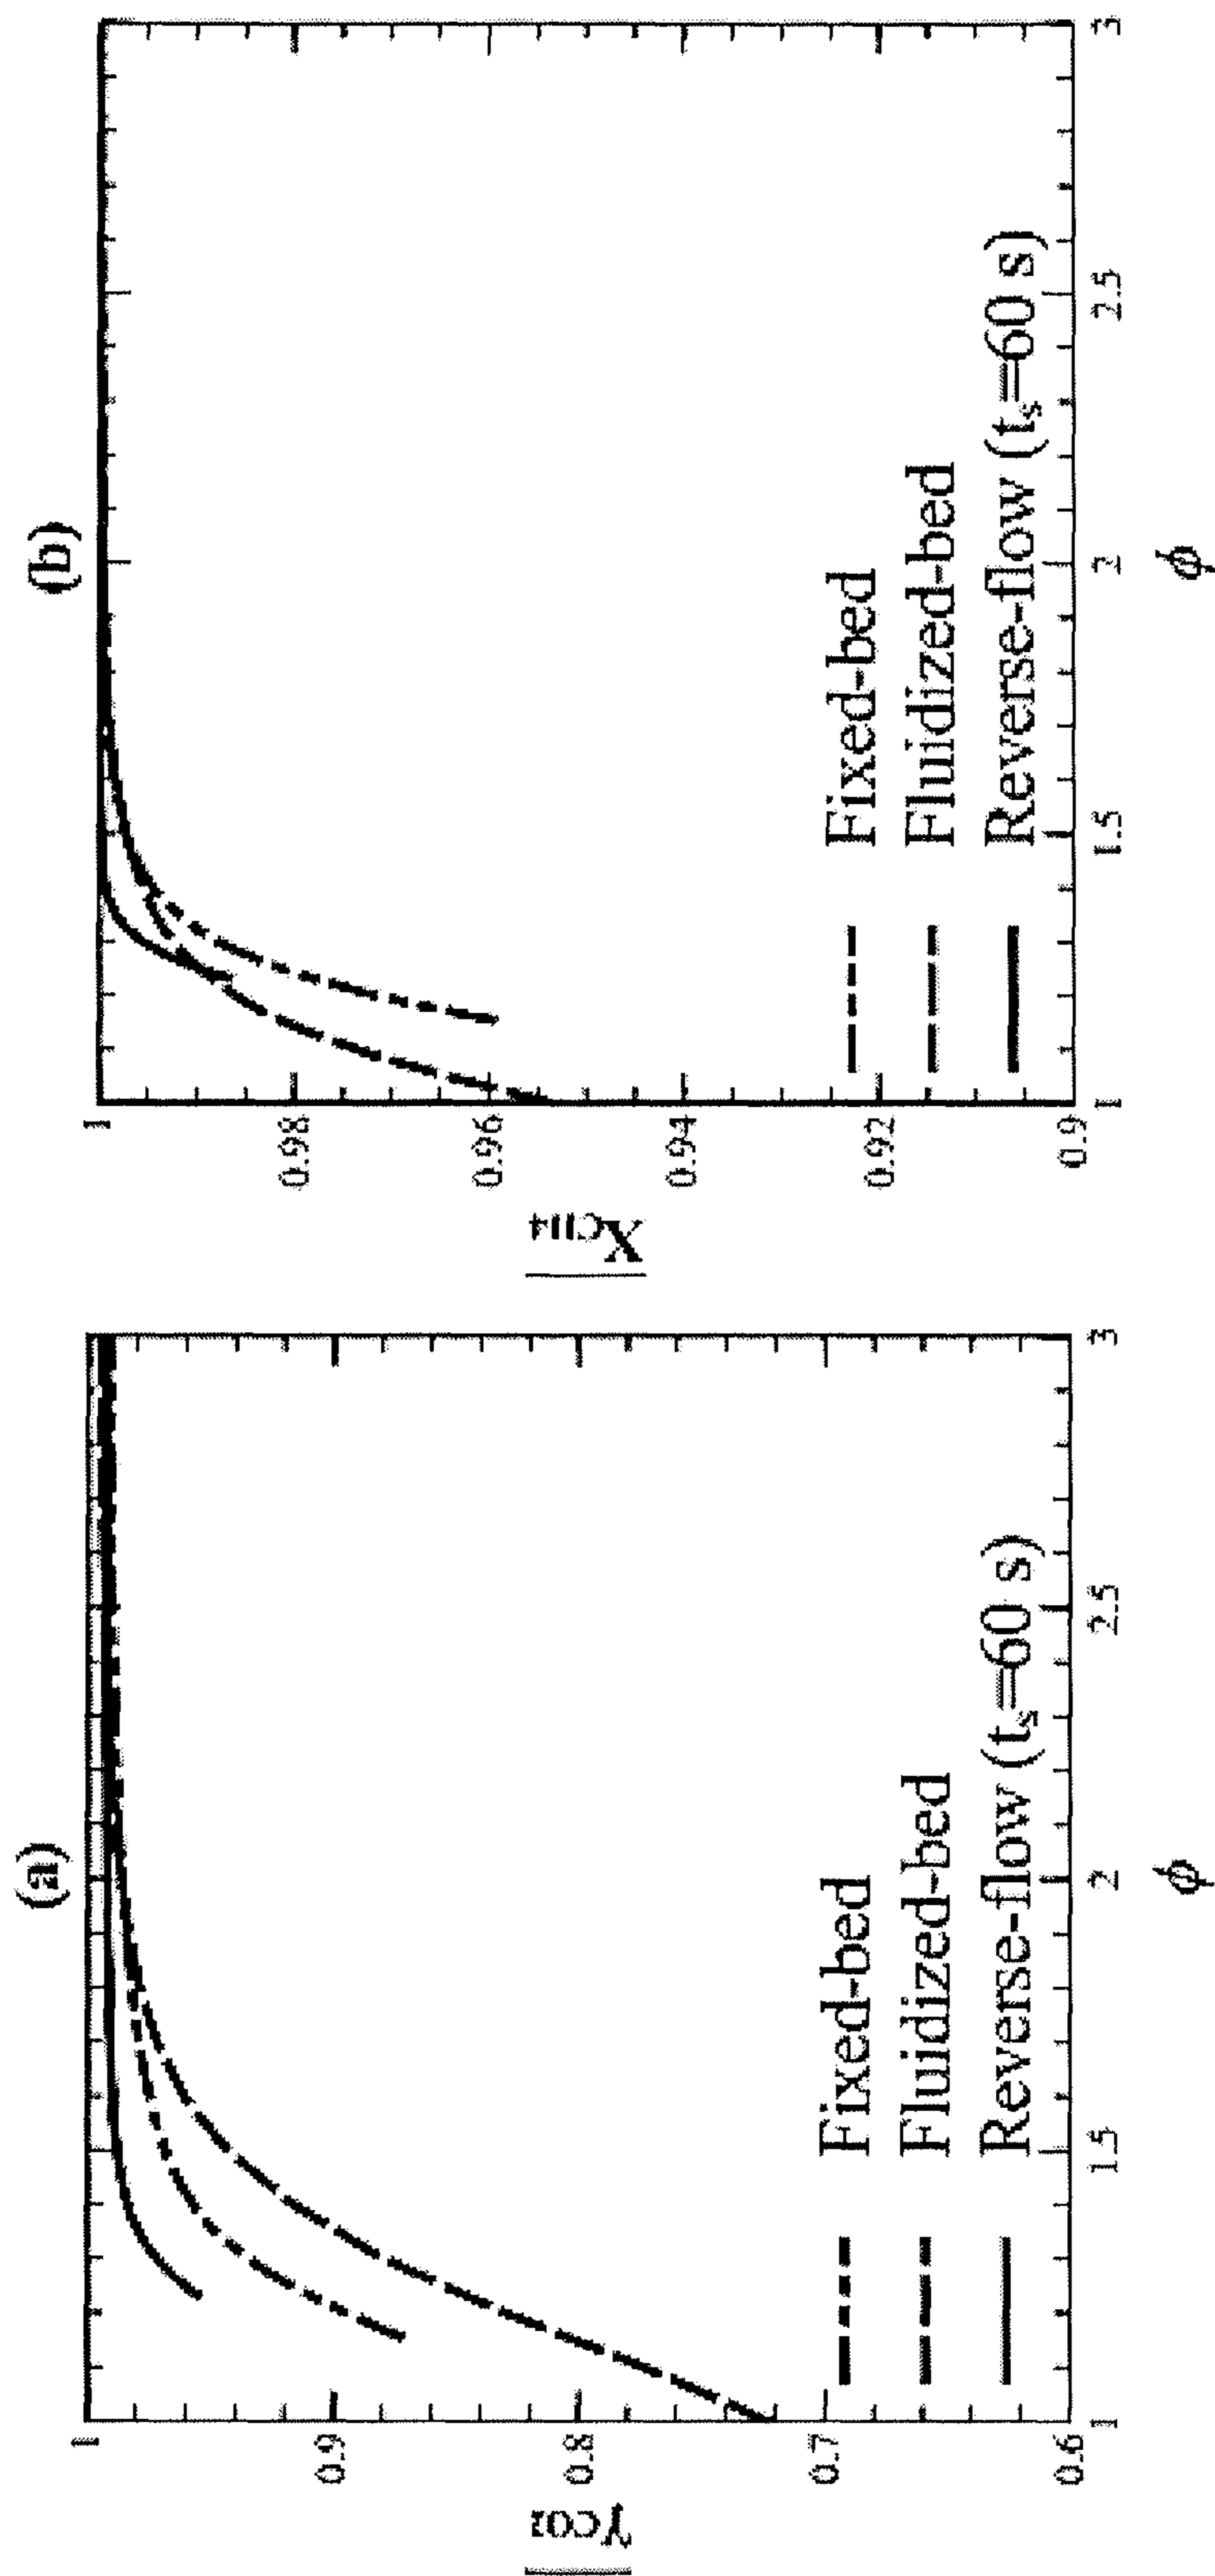 (a)
γCO2
1
0.9
0.8
0.7
0.6
Fixed-bed
Fluidized-bed
Reverse-flow (ts=60 s)
1
1.5
2
2.5
3
ϕ
(b)
XCH4
1
0.98
0.96
0.94
0.92
0.9
Fixed-bed
Fluidized-bed
Reverse-flow (ts=60 s)
1
1.5
2
2.5
3
ϕ